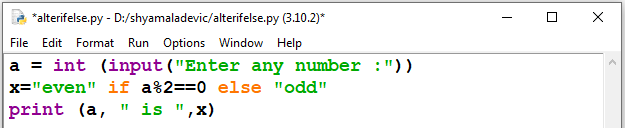 *alterifelse.py - D:/shyamaladevic/alterifelse.py (3.10.2)*
File Edit Format Run Options Window Help
a = int (input("Enter any number :"))
x="even" if a%2==0 else "odd"
print (a, " is ",x)